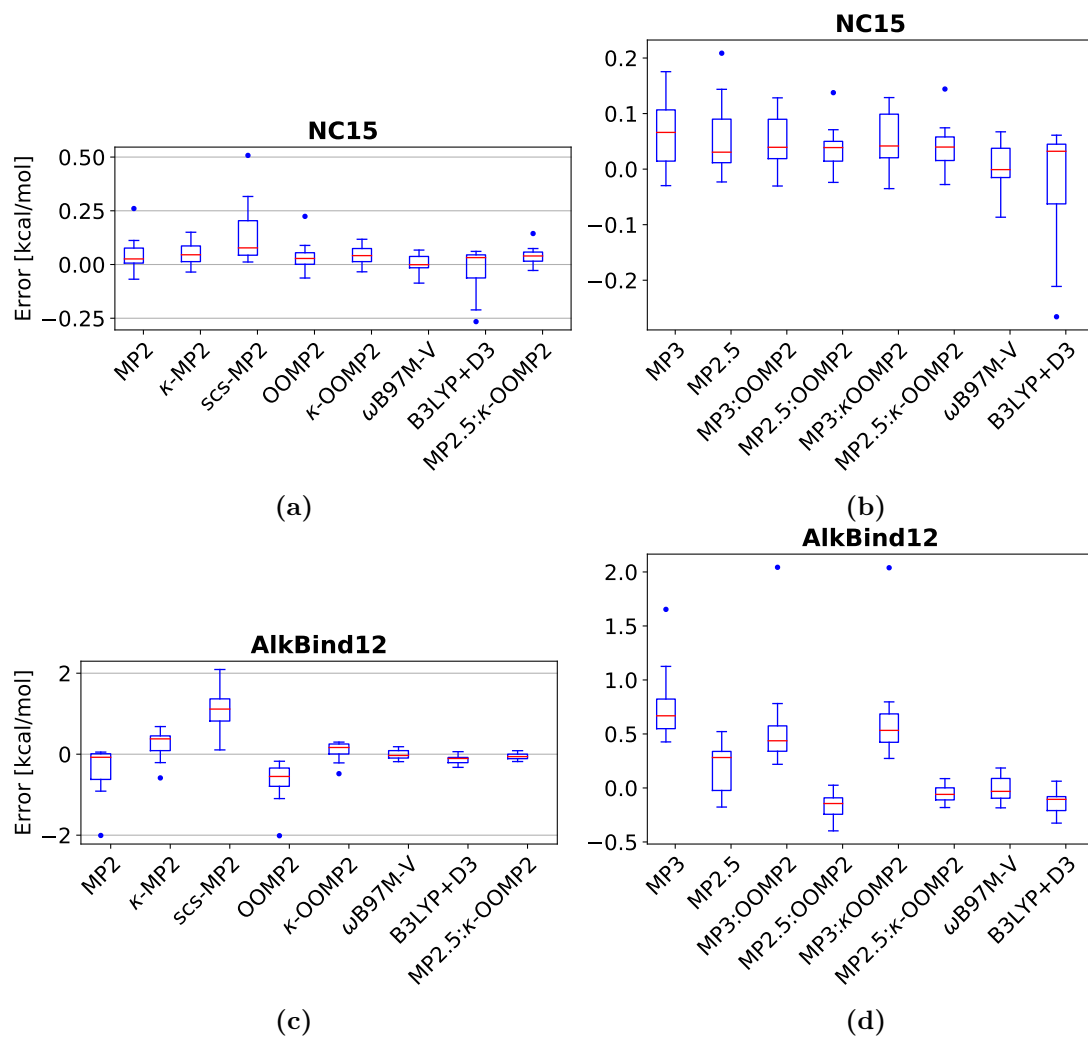 NC15
Error [kcal/mol]
0.50
0.25
0.00
−0.25
MP2
κ-MP2
scs-MP2
OOMP2
κ-OOMP2
ωB97M-V
B3LYP+D3
MP2.5:κ-OOMP2
(a)
NC15
0.2
0.1
0.0
−0.1
−0.2
MP3
MP2.5
MP3:OOMP2
MP2.5:OOMP2
MP3:κOOMP2
MP2.5:κ-OOMP2
ωB97M-V
B3LYP+D3
(b)
AlkBind12
Error [kcal/mol]
2
0
−2
MP2
κ-MP2
scs-MP2
OOMP2
κ-OOMP2
ωB97M-V
B3LYP+D3
MP2.5:κ-OOMP2
(c)
AlkBind12
2.0
1.5
1.0
0.5
0.0
−0.5
MP3
MP2.5
MP3:OOMP2
MP2.5:OOMP2
MP3:κOOMP2
MP2.5:κ-OOMP2
ωB97M-V
B3LYP+D3
(d)